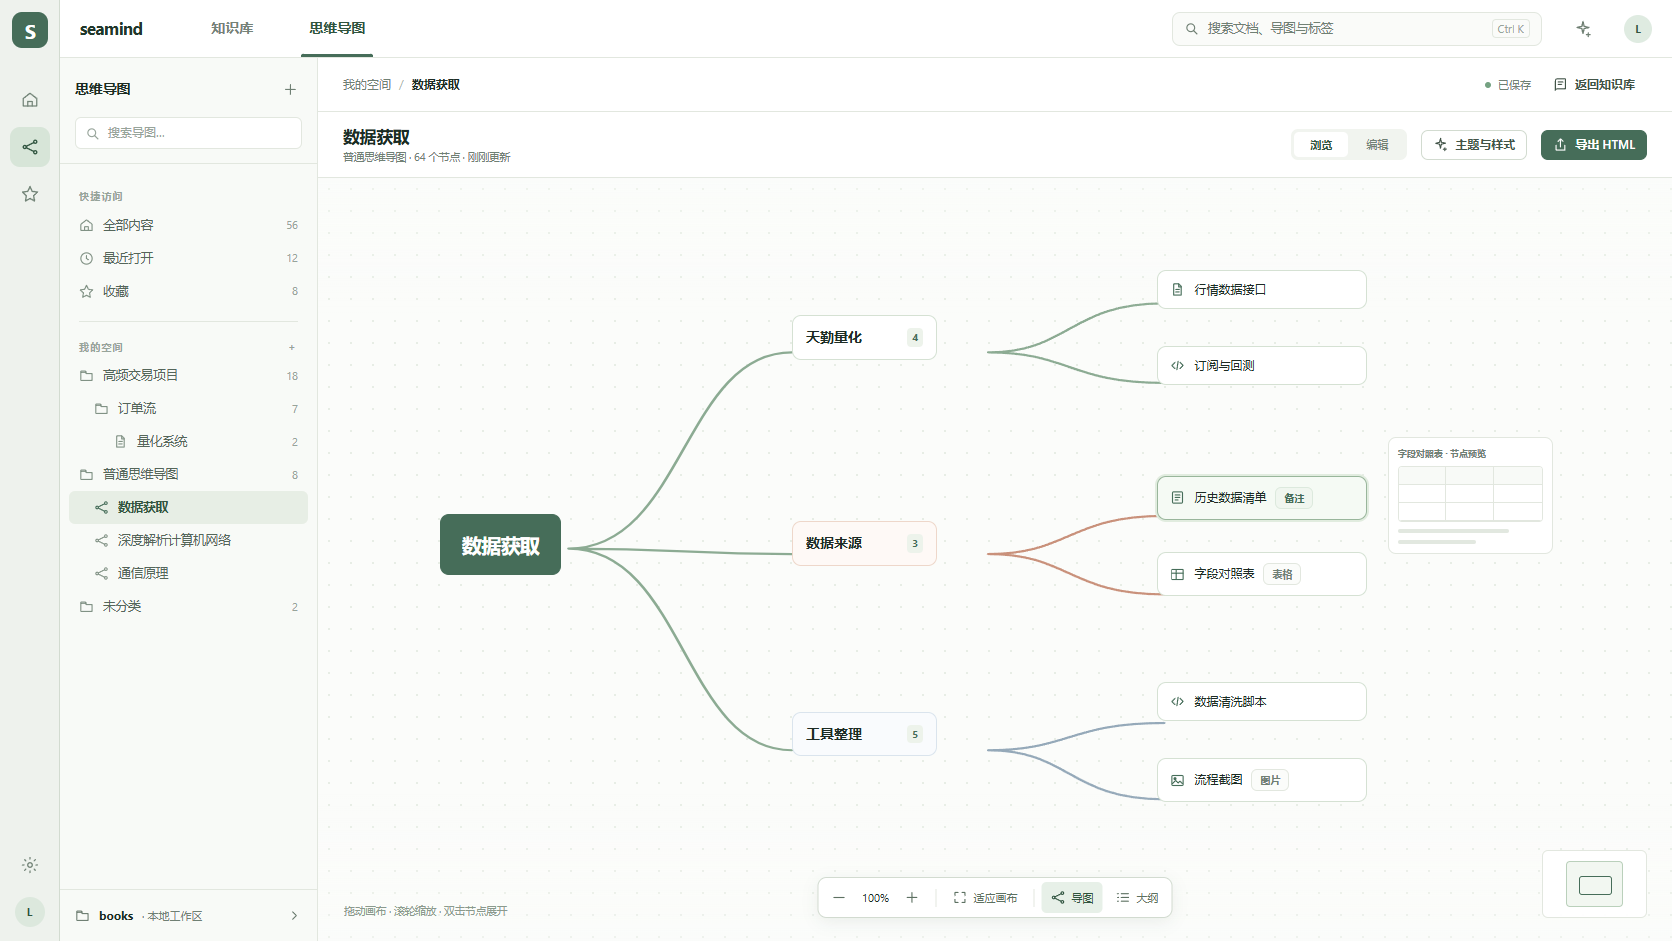 S
seamind
知识库
思维导图
搜索文档、导图与标签
Ctrl K
L
思维导图
搜索导图...
快捷访问
全部内容 56
最近打开 12
收藏 8
我的空间 +
高频交易项目 18
订单流 7
量化系统 2
普通思维导图 8
数据获取
深度解析计算机网络
通信原理
未分类 2
L
books · 本地工作区
我的空间 / 数据获取
已保存
返回知识库
数据获取
普通思维导图 · 64 个节点 · 刚刚更新
浏览
编辑
主题与样式
导出 HTML
数据获取
天勤量化 4
行情数据接口
订阅与回测
数据来源 3
历史数据清单 备注
字段对照表 表格
字段对照表 · 节点预览
工具整理 5
数据清洗脚本
流程截图 图片
拖动画布 · 滚轮缩放 · 双击节点展开
100%
适应画布
导图
大纲